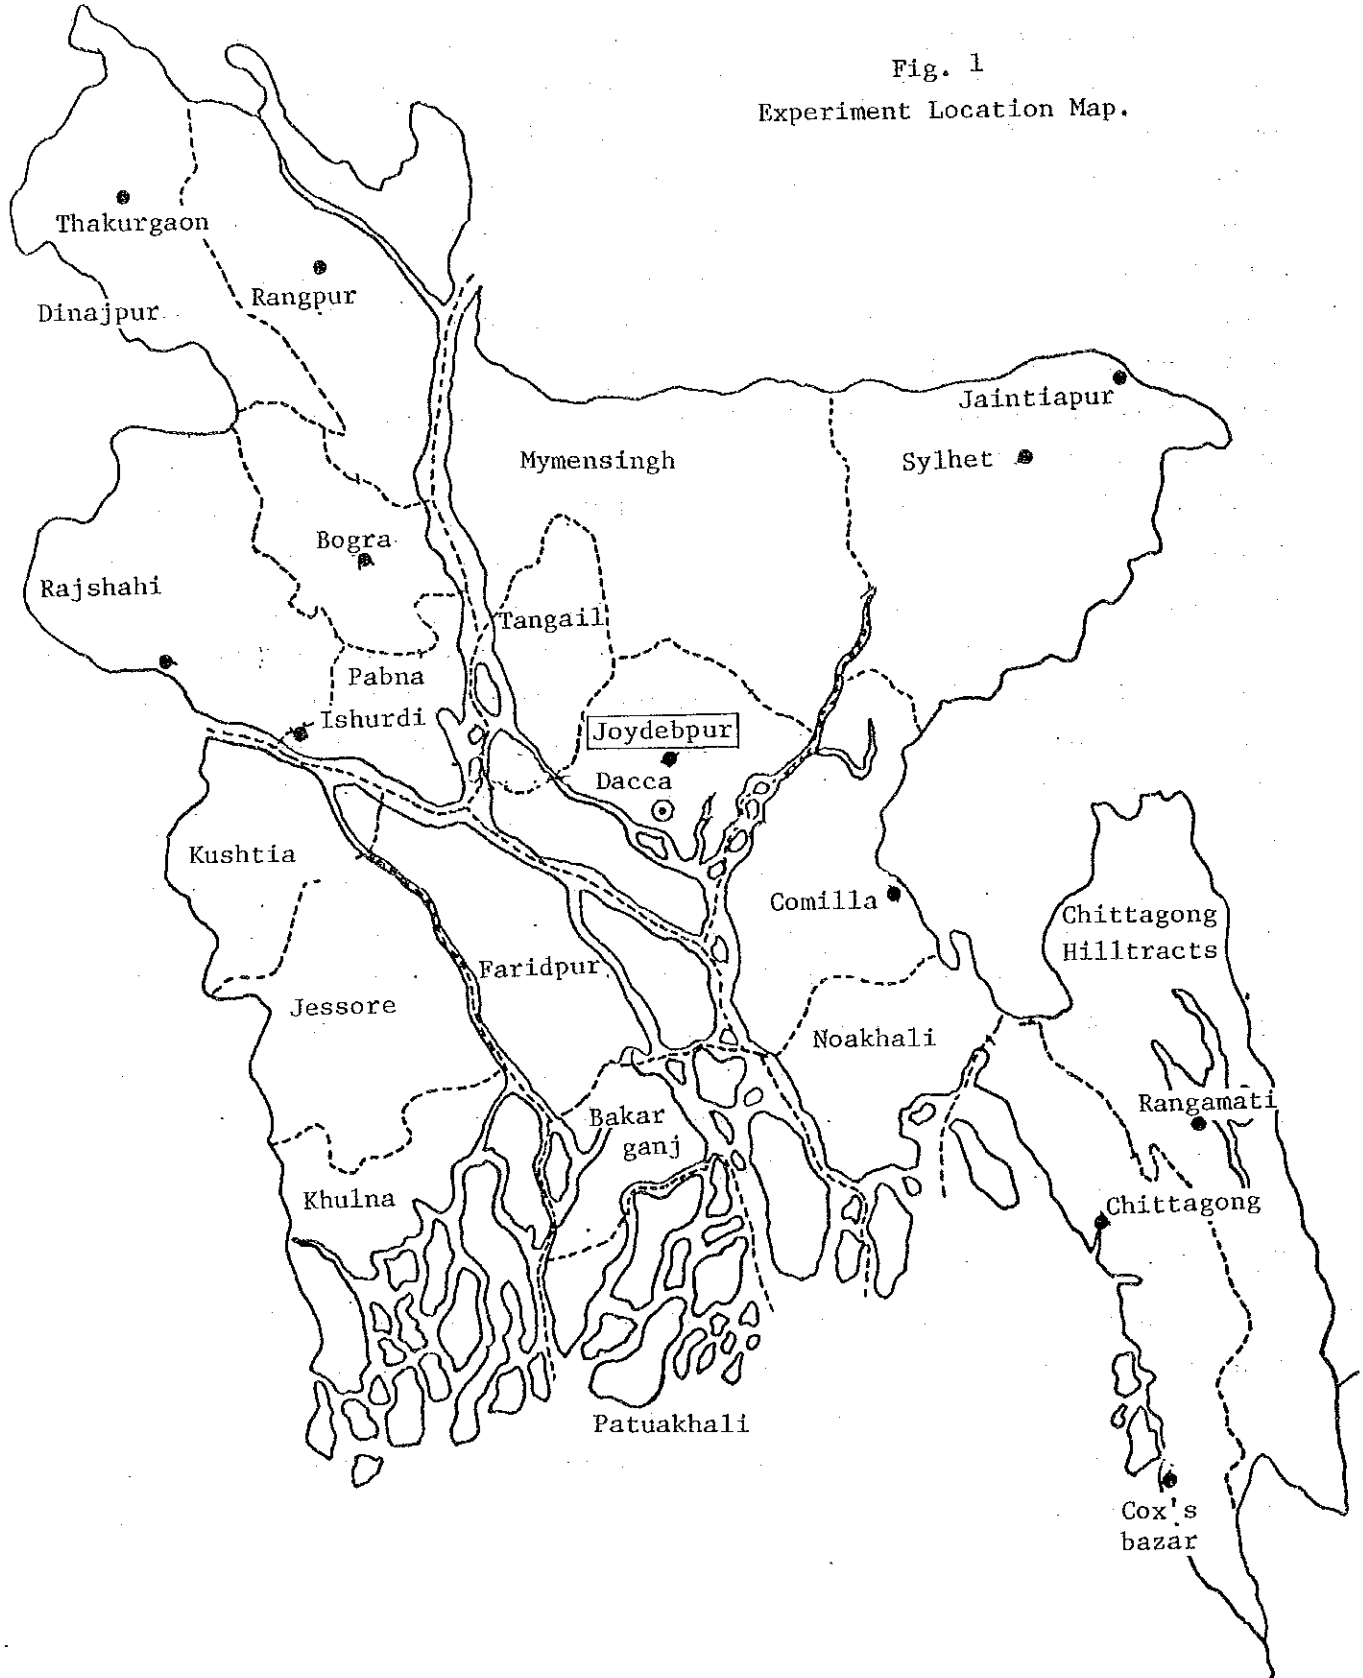 Fig. 1
Experiment Location Map.
Thakurgaon
Rangpur
Dinajpur
Jaintiapur
Mymensingh
Sylhet
Bogra
Rajshahi
Tangail
Pabna
Ishurdi
Joydebpur
Dacca
Kushtia
Comilla
Chittagong
Hilltracts
Faridpur
Jessore
Noakhali
Rangamati
Bakar
ganj
Khulna
Chittagong
Patuakhali
Cox's
bazar